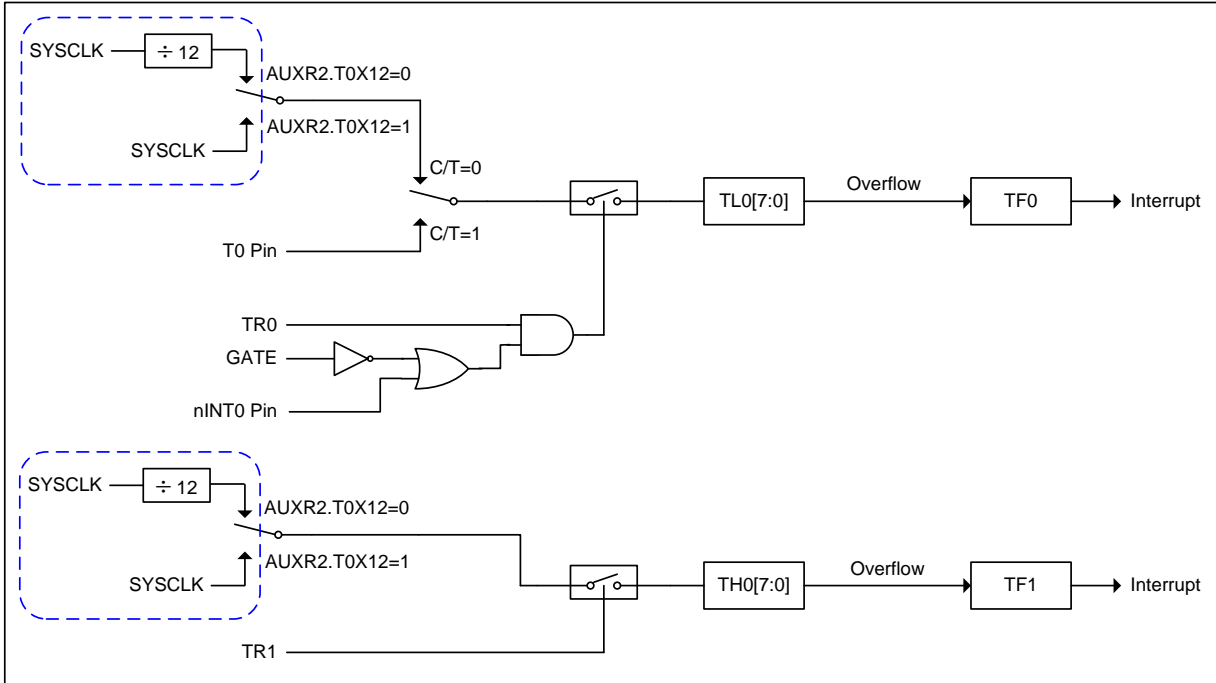 SYSCLK
÷ 12
AUXR2.T0X12=0
AUXR2.T0X12=1
SYSCLK
C/T=0
TL0[7:0]
Overflow
TF0
Interrupt
C/T=1
T0 Pin
TR0
GATE
nINT0 Pin
SYSCLK
÷ 12
AUXR2.T0X12=0
AUXR2.T0X12=1
SYSCLK
TH0[7:0]
Overflow
TF1
Interrupt
TR1